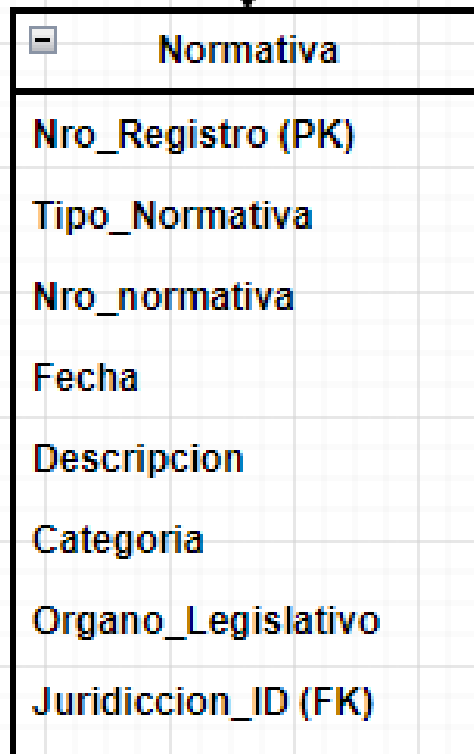 Normativa
Nro_Registro (PK)
Tipo_Normativa
Nro_normativa
Fecha
Descripcion
Categoria
Organo_Legislativo
Juridiccion_ID (FK)